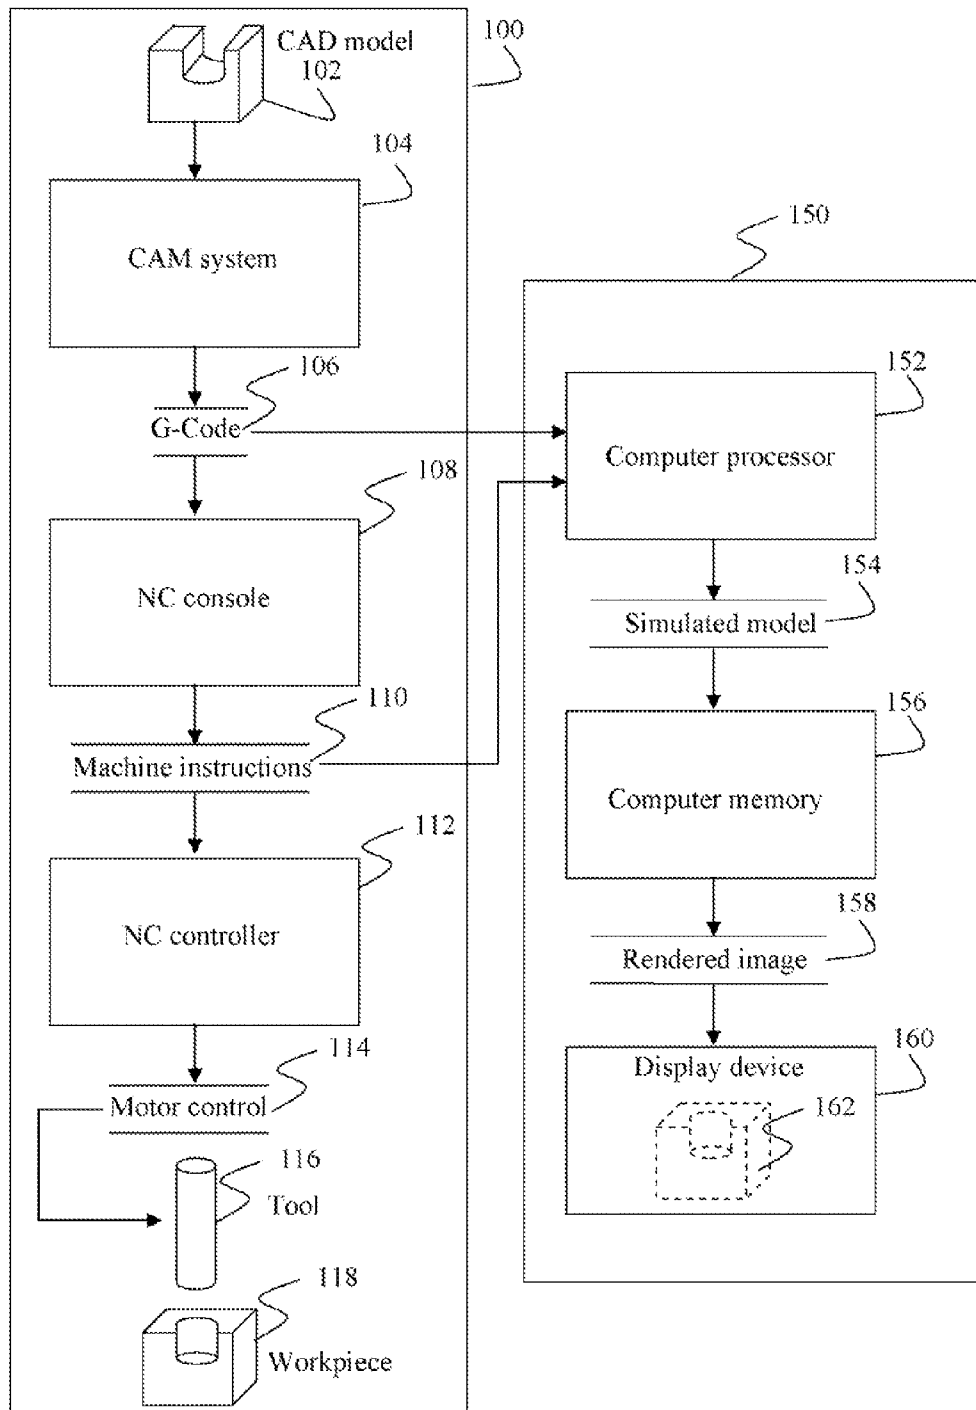 CAD model
102
100
104
CAM system
106
G-Code
108
NC console
110
Machine instructions
112
NC controller
114
Motor control
116
Tool
118
Workpiece
150
152
Computer processor
154
Simulated model
156
Computer memory
158
Rendered image
160
Display device
162